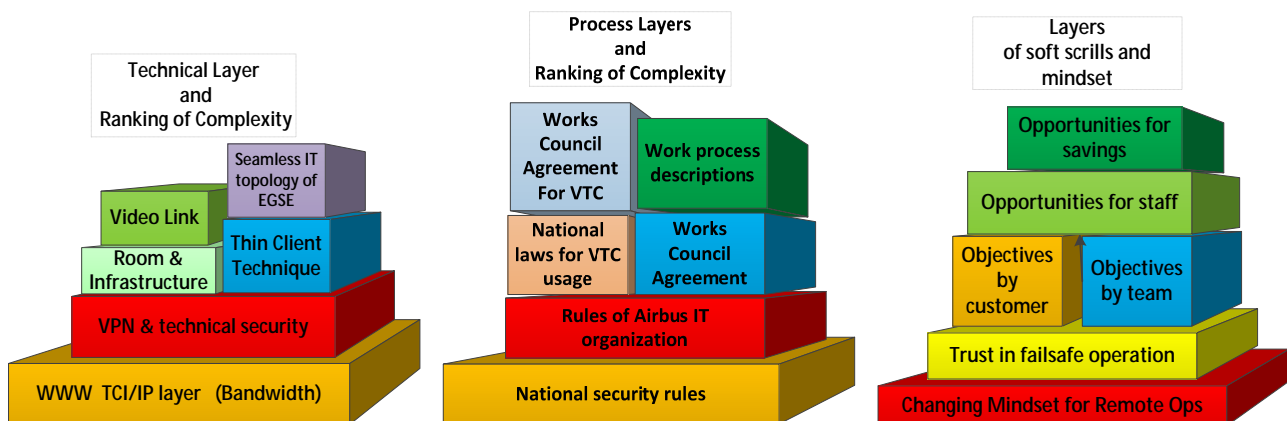 Technical Layer
and
Ranking of Complexity
Seamless IT
topology of
EGSE
Video Link
Thin Client
Technique
Room &
Infrastructure
VPN & technical security
WWW TCI/IP layer (Bandwidth)
Process Layers
and
Ranking of Complexity
Works
Council
Agreement
For VTC
Work process
descriptions
National
laws for VTC
usage
Works
Council
Agreement
Rules of Airbus IT
organization
National security rules
Layers
of soft scrills and
mindset
Opportunities for
savings
Opportunities for staff
Objectives
by
customer
Objectives
by team
Trust in failsafe operation
Changing Mindset for Remote Ops